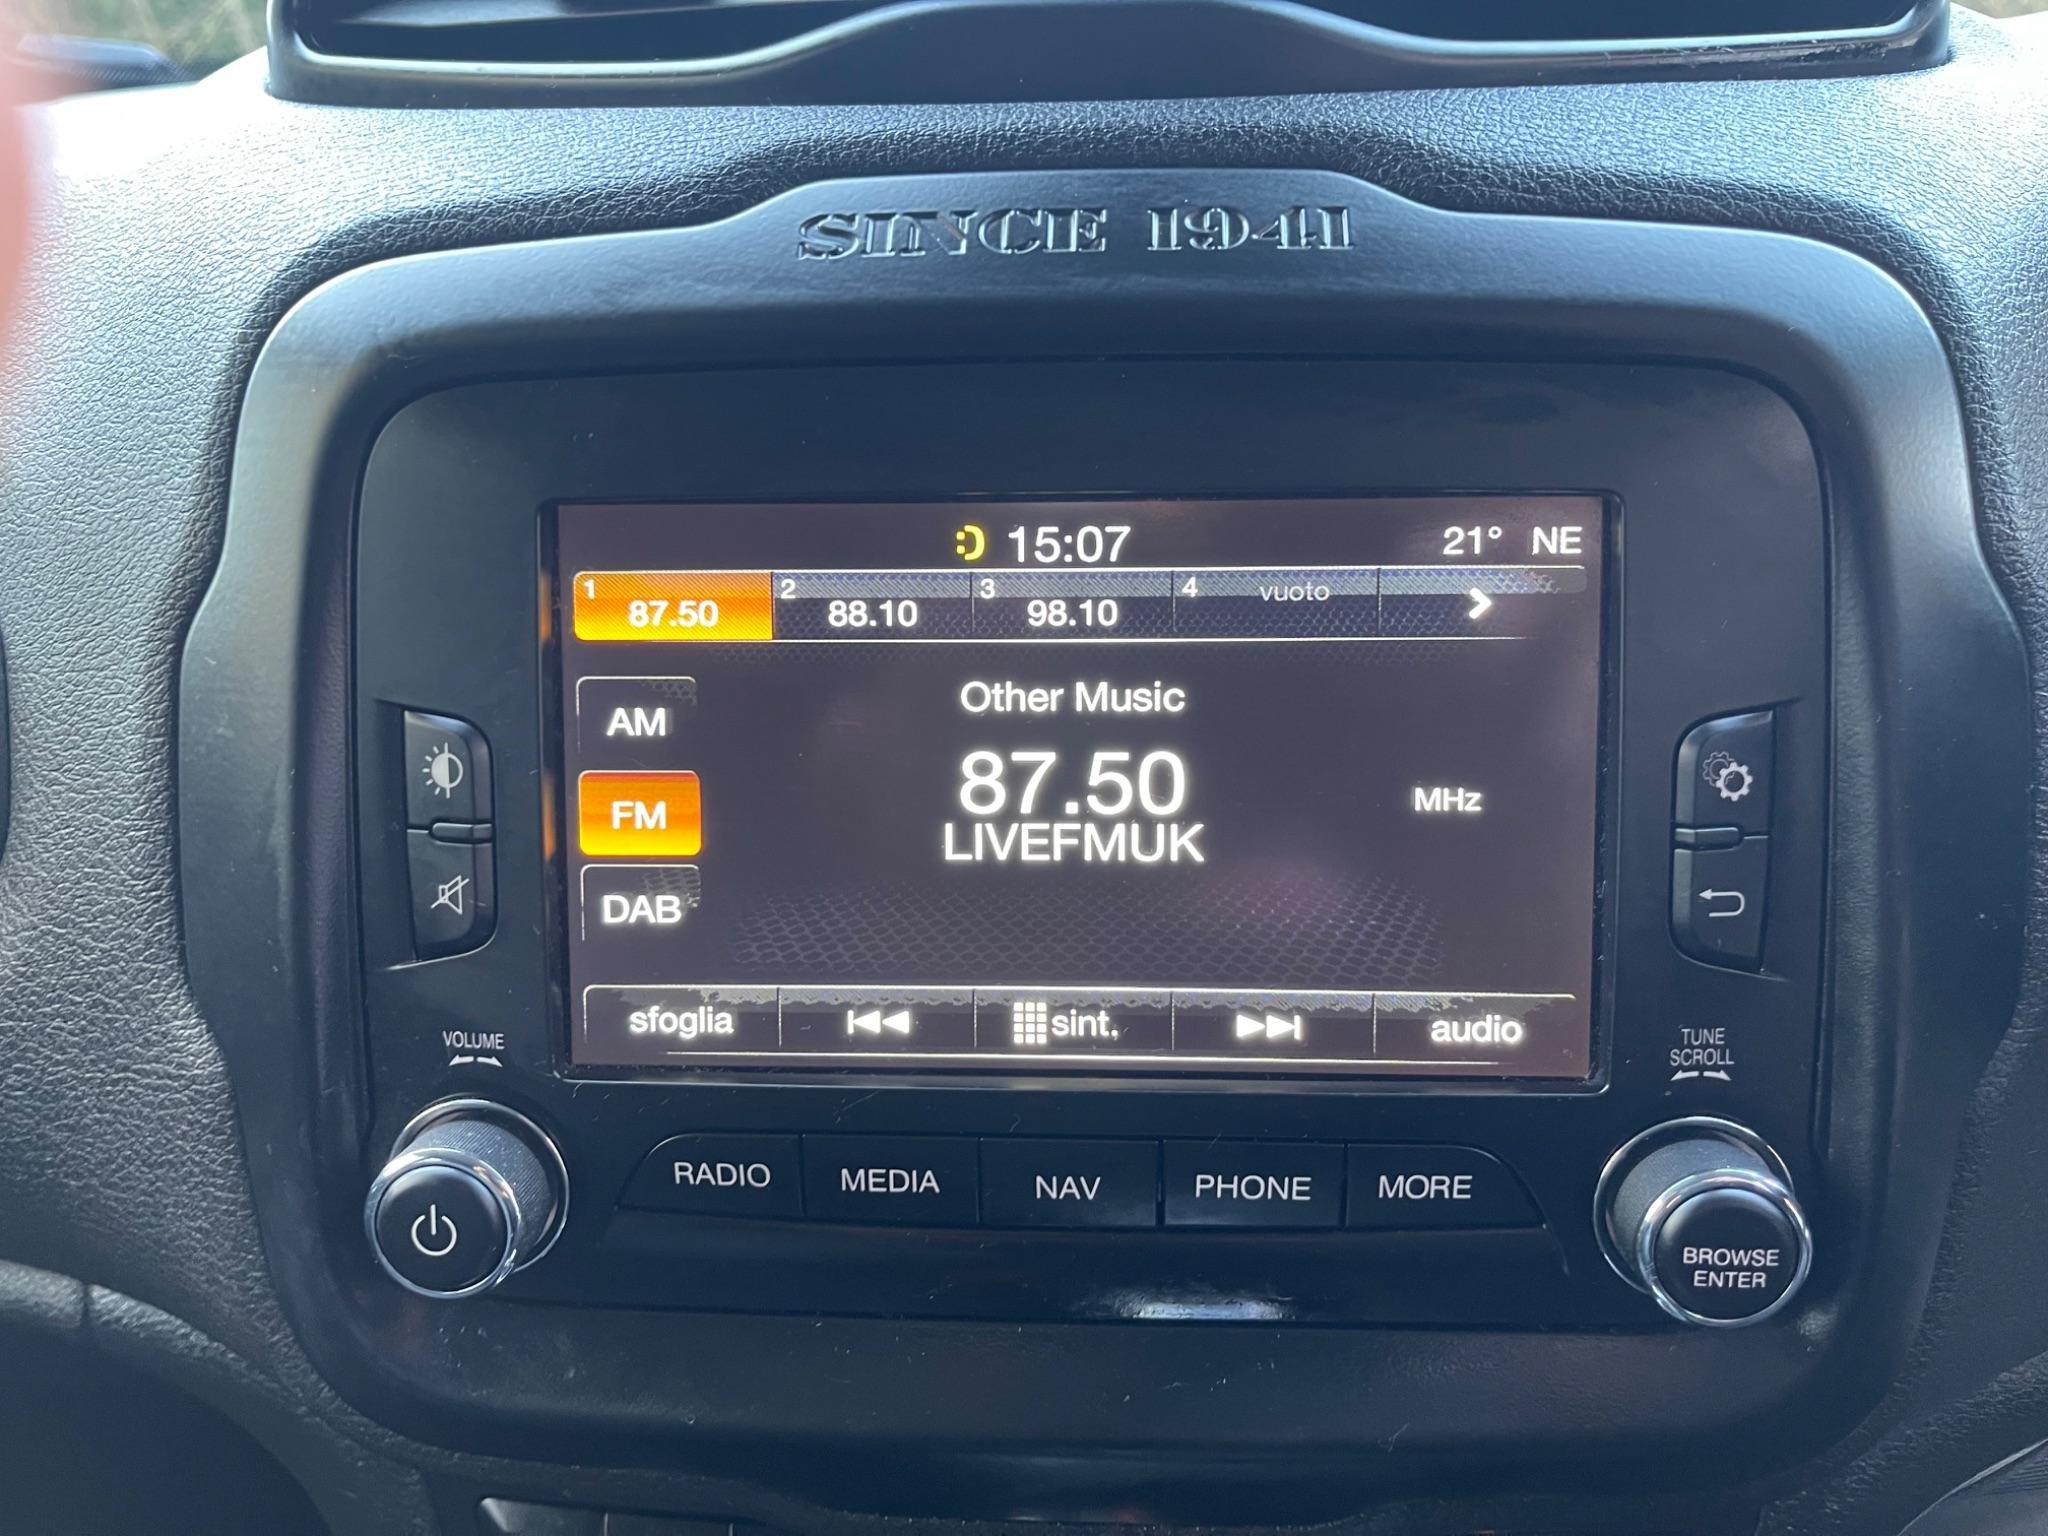 SINCE 1941
15:07 21° NE
1 87.50
2 88.10
3 98.10
4 vuoto
AM
FM
DAB
Other Music
87.50 MHz
LIVEFMUK
sfoglia sint. audio
VOLUME
TUNE
SCROLL
RADIO MEDIA NAV PHONE MORE
BROWSE
ENTER